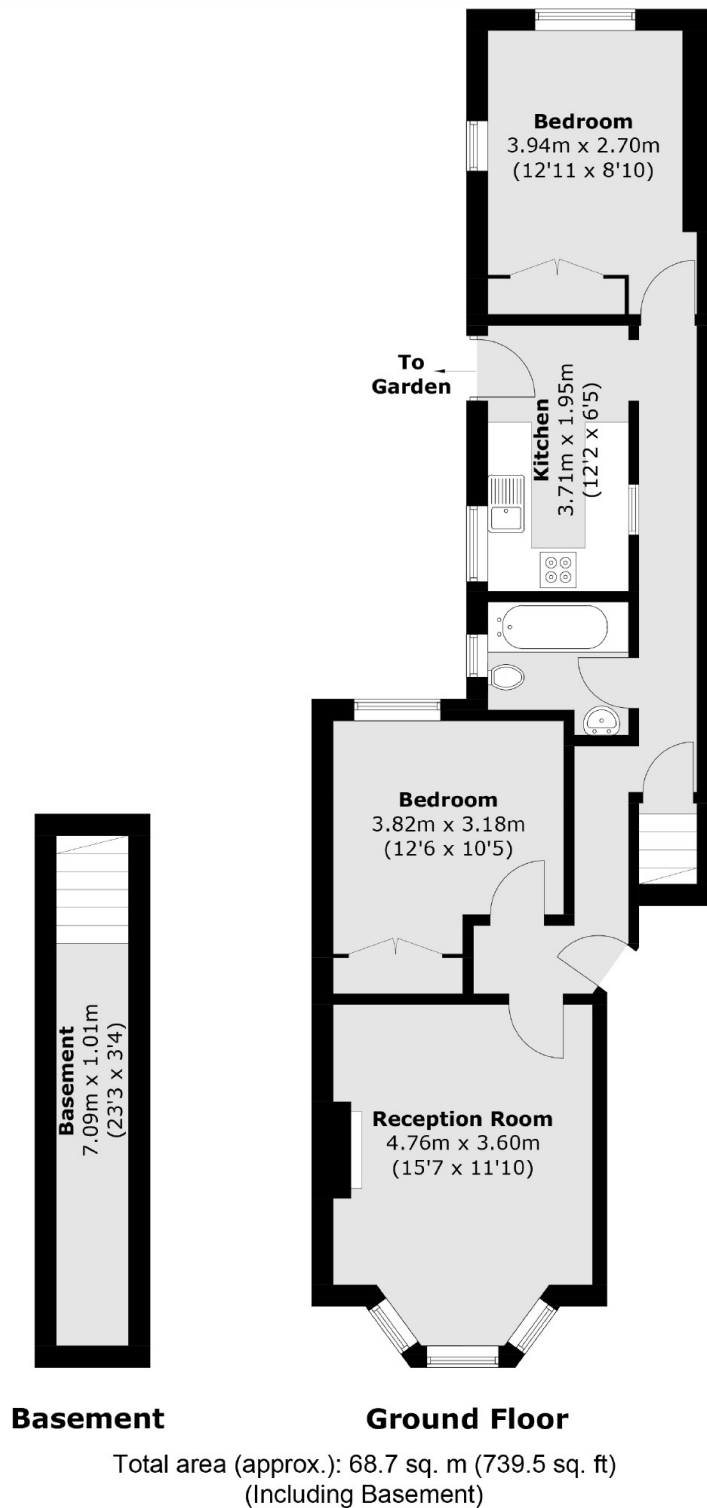 Bedroom
3.94m x 2.70m
(12'11 x 8'10)
To
Garden
Kitchen
3.71m x 1.95m
(12'2 x 6'5)
Bedroom
3.82m x 3.18m
(12'6 x 10'5)
Basement
7.09m x 1.01m
(23'3 x 3'4)
Reception Room
4.76m x 3.60m
(15'7 x 11'10)
Basement
Ground Floor
Total area (approx.): 68.7 sq. m (739.5 sq. ft)
(Including Basement)